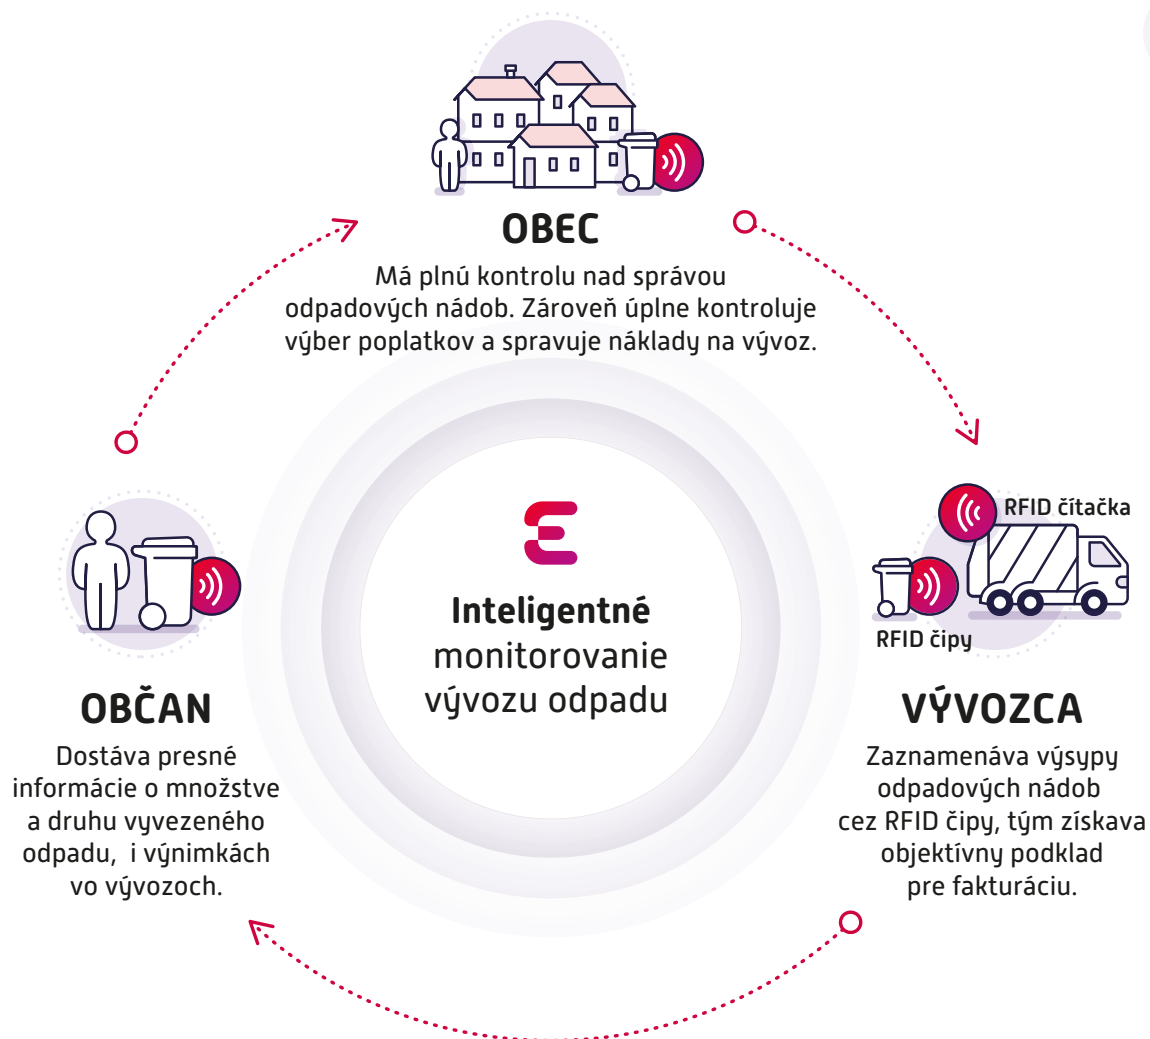 OBEC
Má plnú kontrolu nad správou
odpadových nádob. Zároveň úplne kontroluje
výber poplatkov a spravuje náklady na vývoz.
RFID čítačka
RFID čipy
Inteligentné
monitorovanie
vývozu odpadu
OBČAN
Dostáva presné
informácie o množstve
a druhu vyvezeného
odpadu, i výnimkách
vo vývozoch.
VÝVOZCA
Zaznamenáva výsypy
odpadových nádob
cez RFID čipy, tým získava
objektívny podklad
pre fakturáciu.